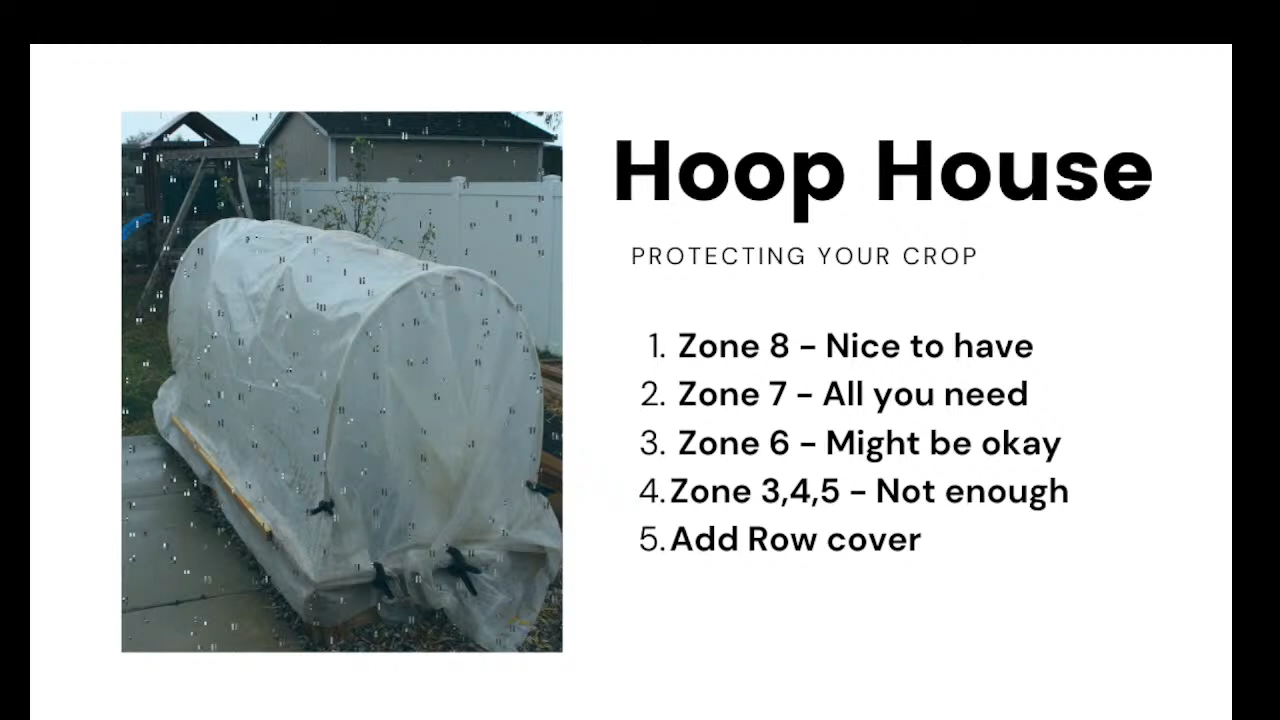 Hoop House
PROTECTING YOUR CROP
1. Zone 8 - Nice to have
2. Zone 7 - All you need
3. Zone 6 - Might be okay
4. Zone 3,4,5 - Not enough
5. Add Row cover